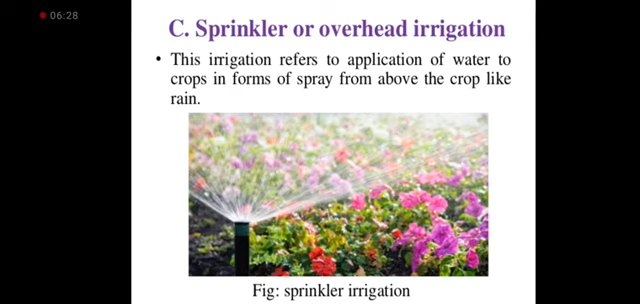 06:28
C. Sprinkler or overhead irrigation
• This irrigation refers to application of water to
crops in forms of spray from above the crop like
rain.
Fig: sprinkler irrigation